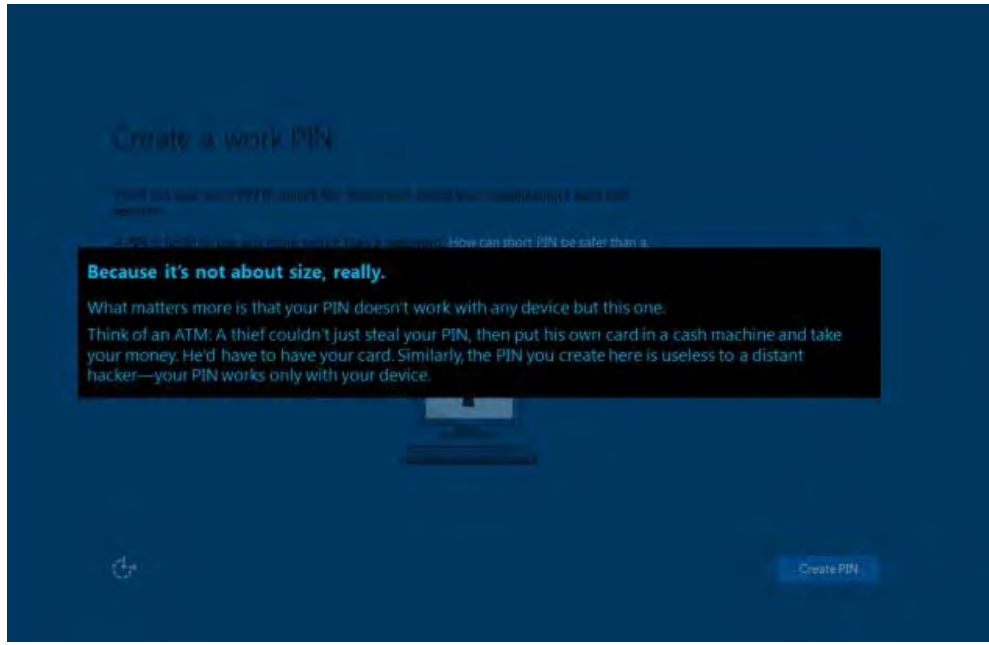 Create a work PIN
How can short PIN be safer than a
Because it's not about size, really.
What matters more is that your PIN doesn't work with any device but this one.
Think of an ATM: A thief couldn't just steal your PIN, then put his own card in a cash machine and take
your money. He'd have to have your card. Similarly, the PIN you create here is useless to a distant
hacker—your PIN works only with your device.
Create PIN